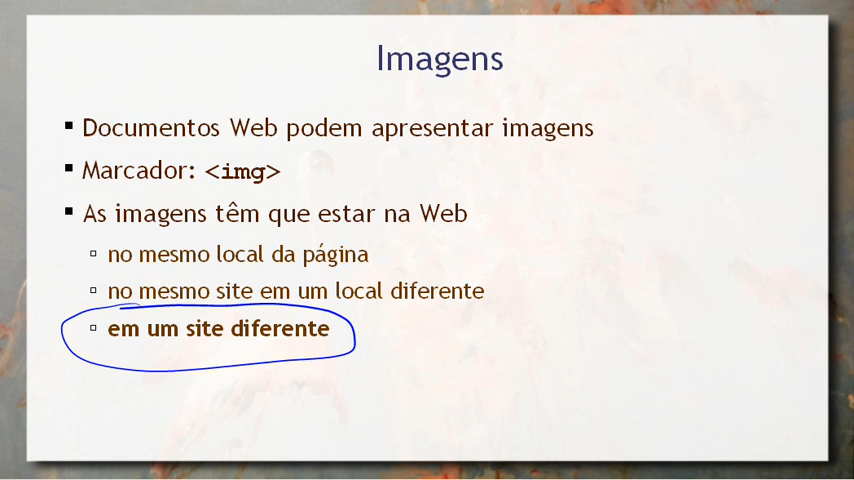 Imagens
▪ Documentos Web podem apresentar imagens
▪ Marcador: <img>
▪ As imagens têm que estar na Web
▫ no mesmo local da página
▫ no mesmo site em um local diferente
▫ em um site diferente